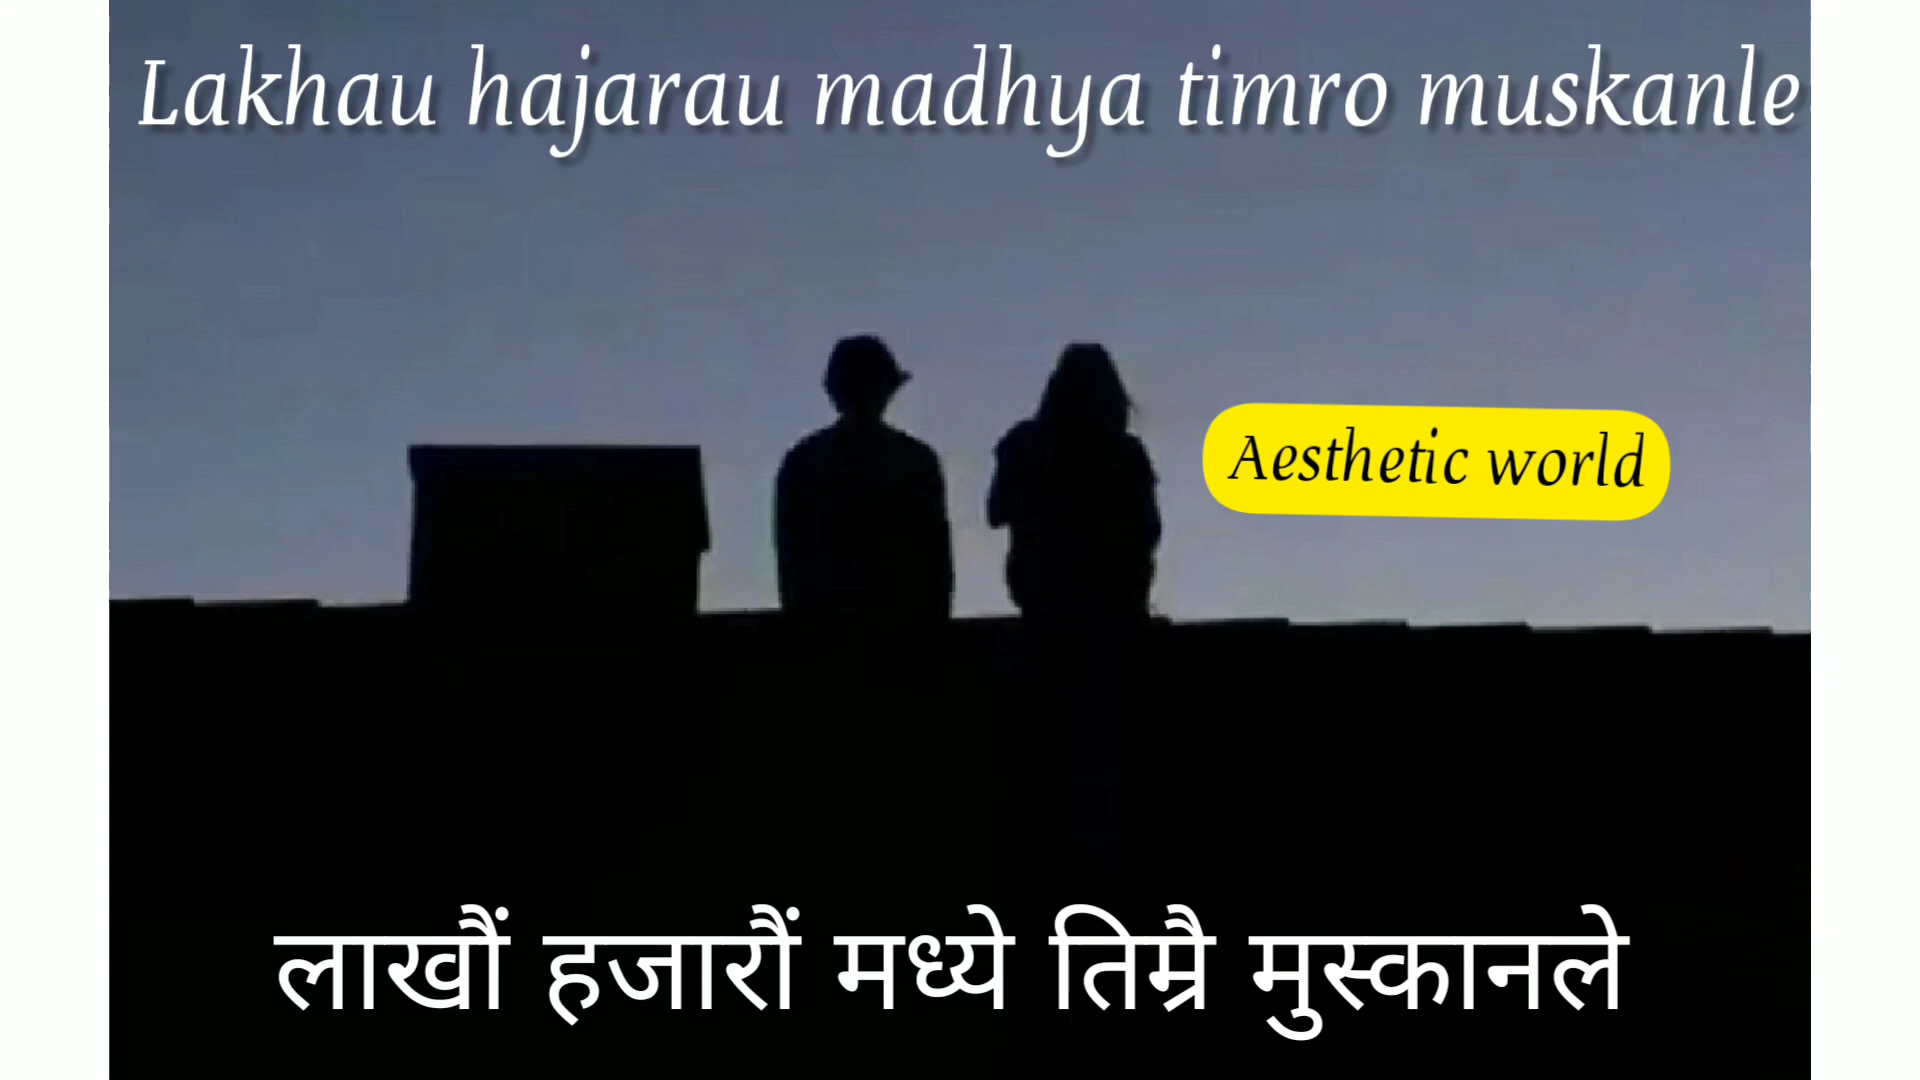 Lakhau hajarau madhya timro muskanle
Aesthetic world
लाखौं हजारौं मध्ये तिम्रै मुस्कानले